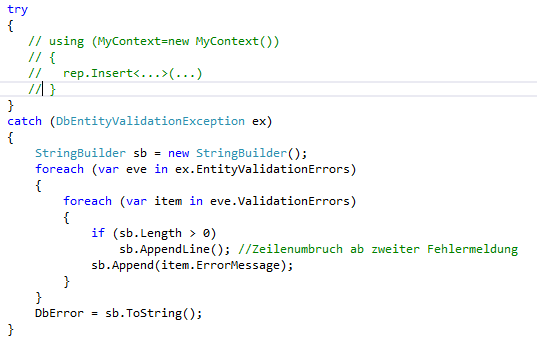 try
{
// using (MyContext=new MyContext())
// {
//   rep.Insert<...>(...)
// }
}
catch (DbEntityValidationException ex)
{
StringBuilder sb = new StringBuilder();
foreach (var eve in ex.EntityValidationErrors)
{
foreach (var item in eve.ValidationErrors)
{
if (sb.Length > 0)
sb.AppendLine(); //Zeilenumbruch ab zweiter Fehlermeldung
sb.Append(item.ErrorMessage);
}
}
DbError = sb.ToString();
}